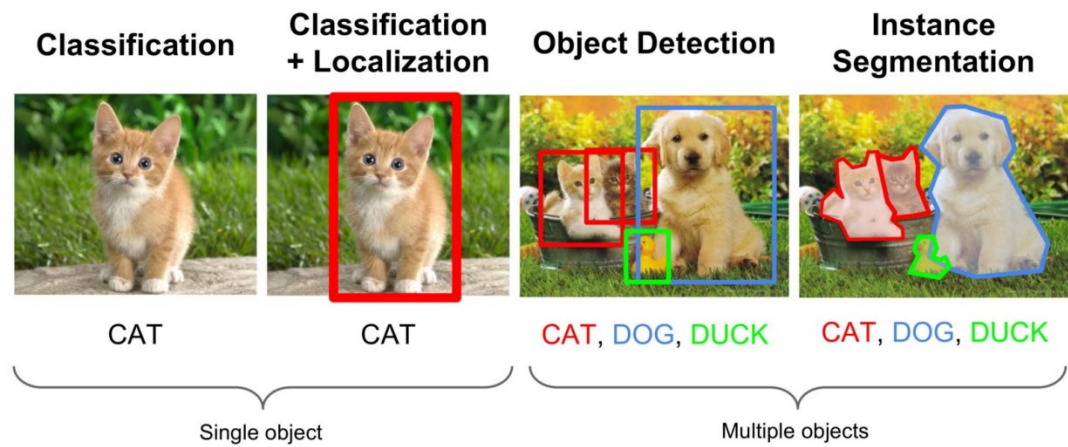 Classification
Classification
+ Localization
Object Detection
Instance
Segmentation
CAT
CAT
CAT, DOG, DUCK
CAT, DOG, DUCK
Single object
Multiple objects